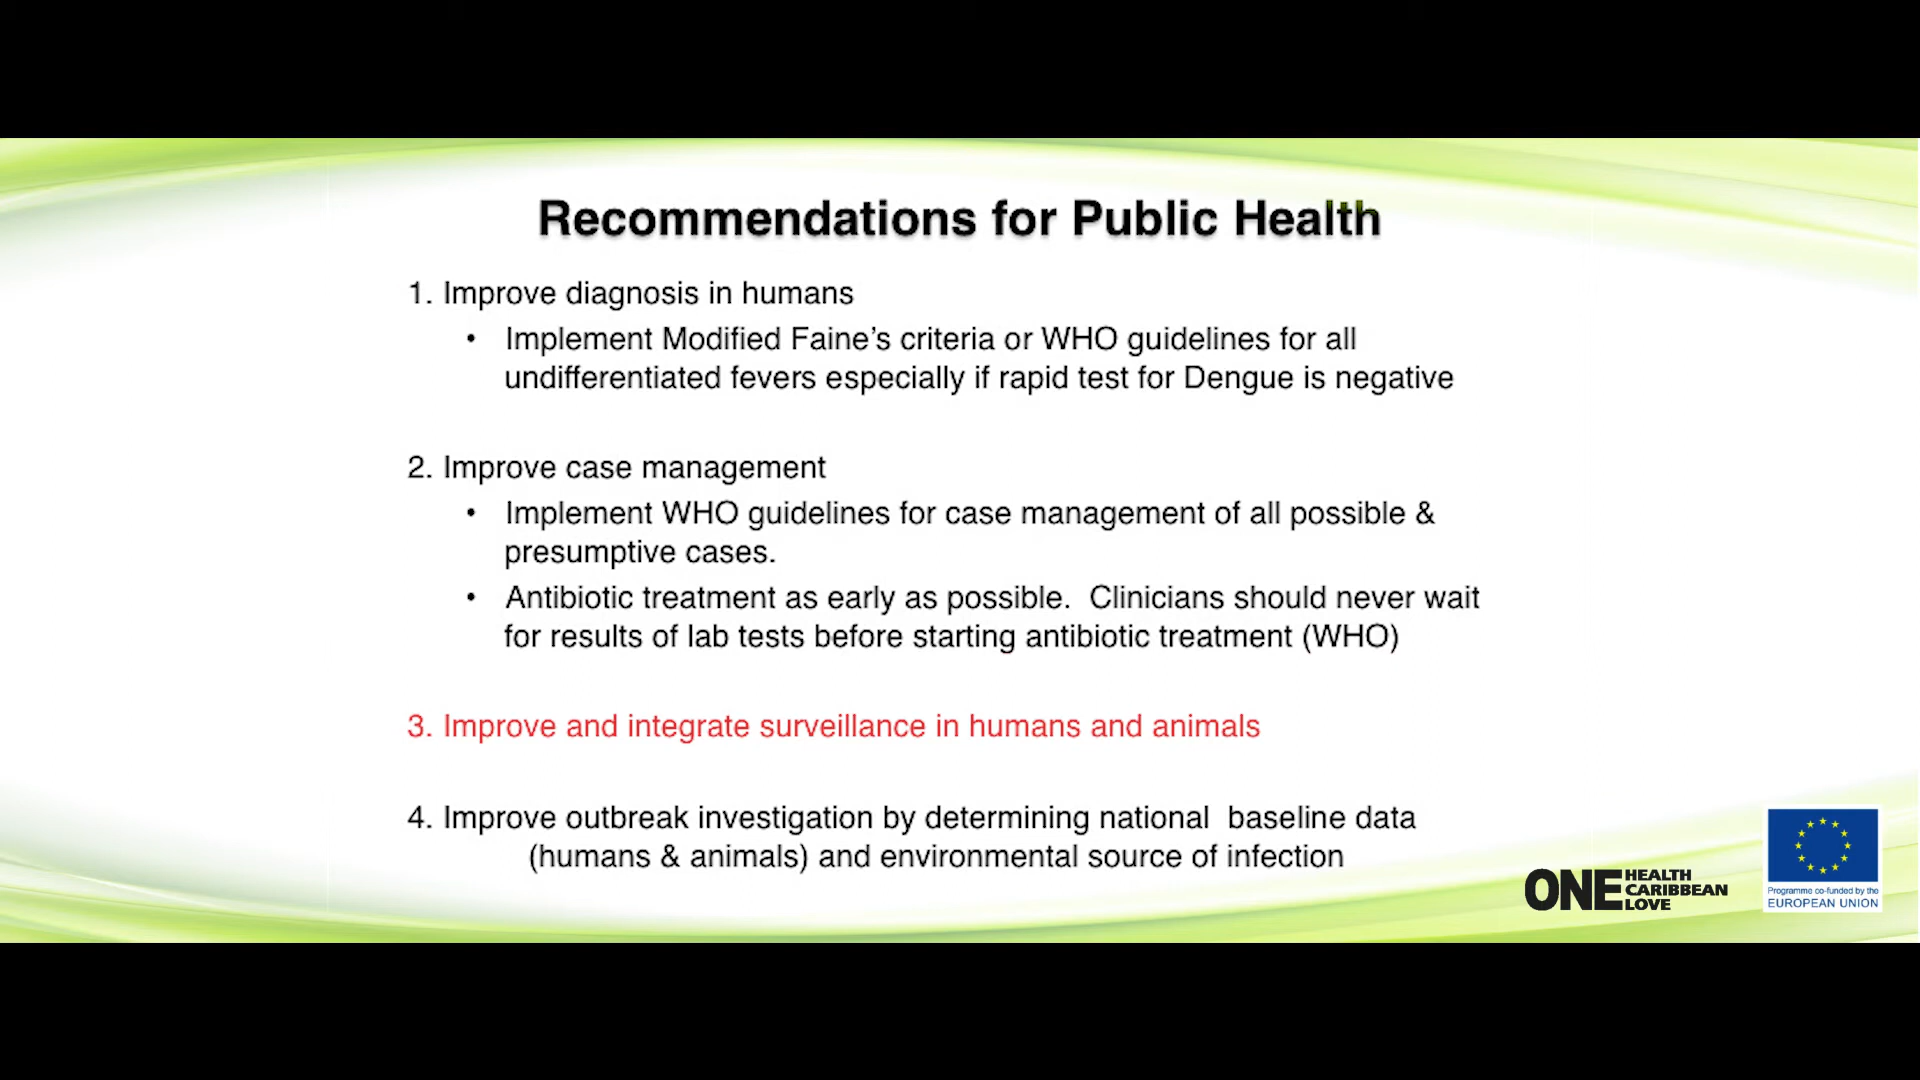 Recommendations for Public Health
1. Improve diagnosis in humans
• Implement Modified Faine’s criteria or WHO guidelines for all
undifferentiated fevers especially if rapid test for Dengue is negative
2. Improve case management
• Implement WHO guidelines for case management of all possible &
presumptive cases.
• Antibiotic treatment as early as possible.  Clinicians should never wait
for results of lab tests before starting antibiotic treatment (WHO)
3. Improve and integrate surveillance in humans and animals
4. Improve outbreak investigation by determining national  baseline data
(humans & animals) and environmental source of infection
ONE HEALTH
CARIBBEAN
LOVE
Programme co-funded by the
EUROPEAN UNION